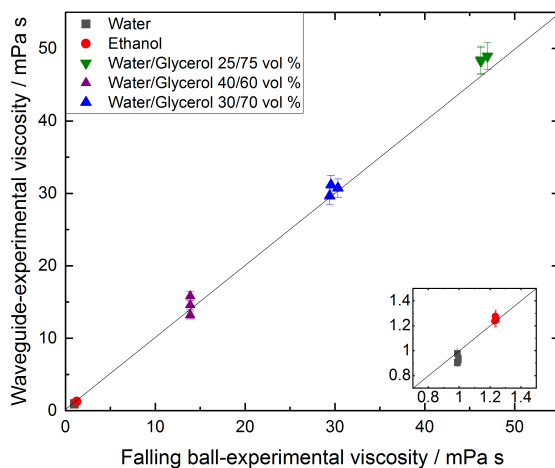 Water
Ethanol
Water/Glycerol 25/75 vol %
Water/Glycerol 40/60 vol %
Water/Glycerol 30/70 vol %
Waveguide-experimental viscosity / mPa s
50
40
30
20
10
0
1.4
1.2
1.0
0.8
0.8 1 1.2 1.4
0 10 20 30 40 50
Falling ball-experimental viscosity / mPa s